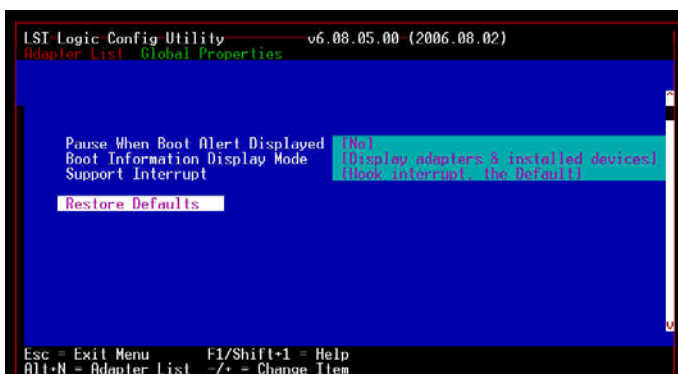 LSI Logic Config Utility v6.08.05.00 (2006.08.02)
Adapter List Global Properties
Pause When Boot Alert Displayed [No]
Boot Information Display Mode [Display adapters & installed devices]
Support Interrupt [Hook interrupt, the Default]
Restore Defaults
Esc = Exit Menu F1/Shift+1 = Help
Alt+N = Adapter List -/+ = Change Item